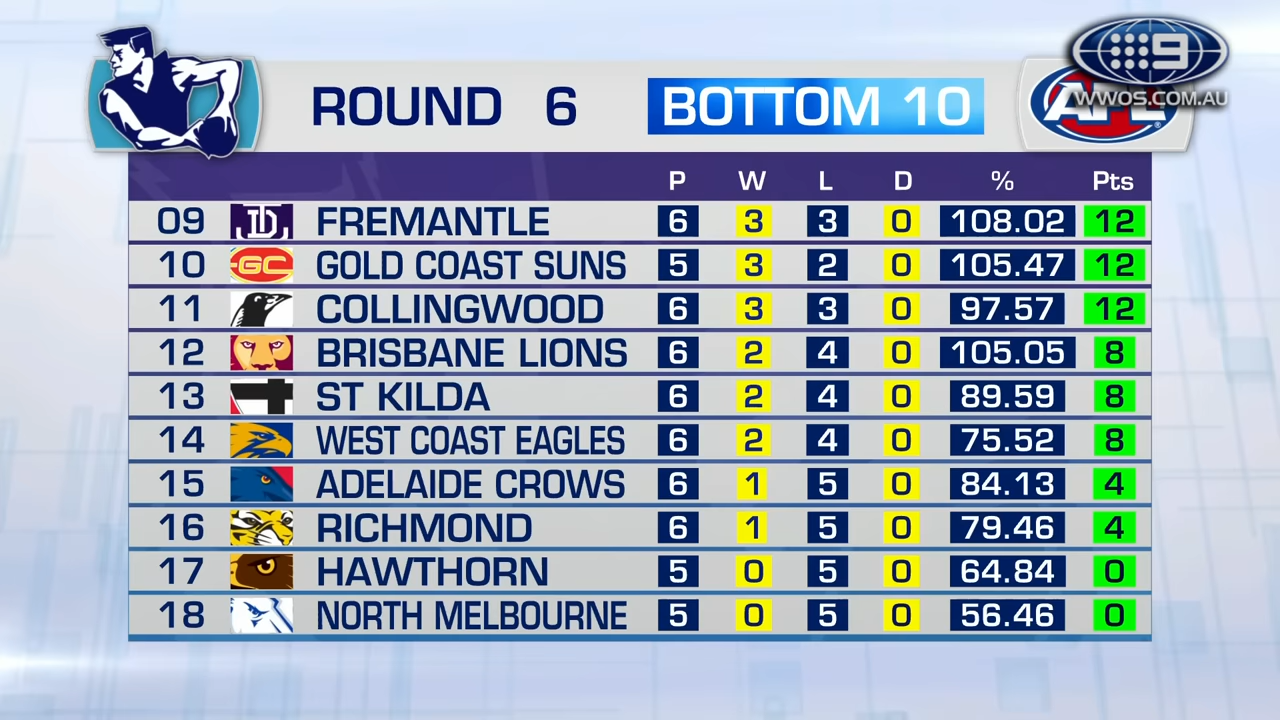 9
WWOS.COM.AU
ROUND 6 BOTTOM 10 AFL
P W L D % Pts
09 FREMANTLE 6 3 3 0 108.02 12
10 GC GOLD COAST SUNS 5 3 2 0 105.47 12
11 COLLINGWOOD 6 3 3 0 97.57 12
12 BRISBANE LIONS 6 2 4 0 105.05 8
13 ST KILDA 6 2 4 0 89.59 8
14 WEST COAST EAGLES 6 2 4 0 75.52 8
15 ADELAIDE CROWS 6 1 5 0 84.13 4
16 RICHMOND 6 1 5 0 79.46 4
17 HAWTHORN 5 0 5 0 64.84 0
18 NORTH MELBOURNE 5 0 5 0 56.46 0